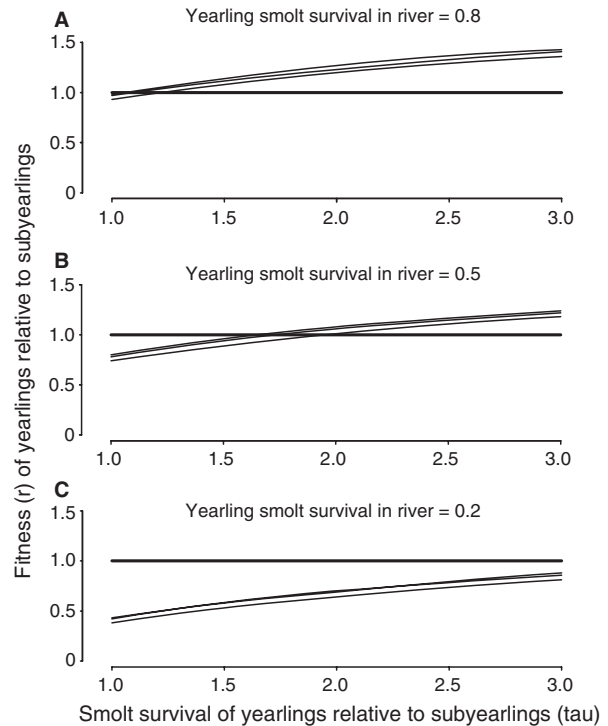 A
Yearling smolt survival in river = 0.8
1.5
1.0
0.5
0
1.0 1.5 2.0 2.5 3.0
B
Yearling smolt survival in river = 0.5
1.5
1.0
0.5
0
1.0 1.5 2.0 2.5 3.0
C
Yearling smolt survival in river = 0.2
1.5
1.0
0.5
0
1.0 1.5 2.0 2.5 3.0
Fitness (r) of yearlings relative to subyearlings
Smolt survival of yearlings relative to subyearlings (tau)